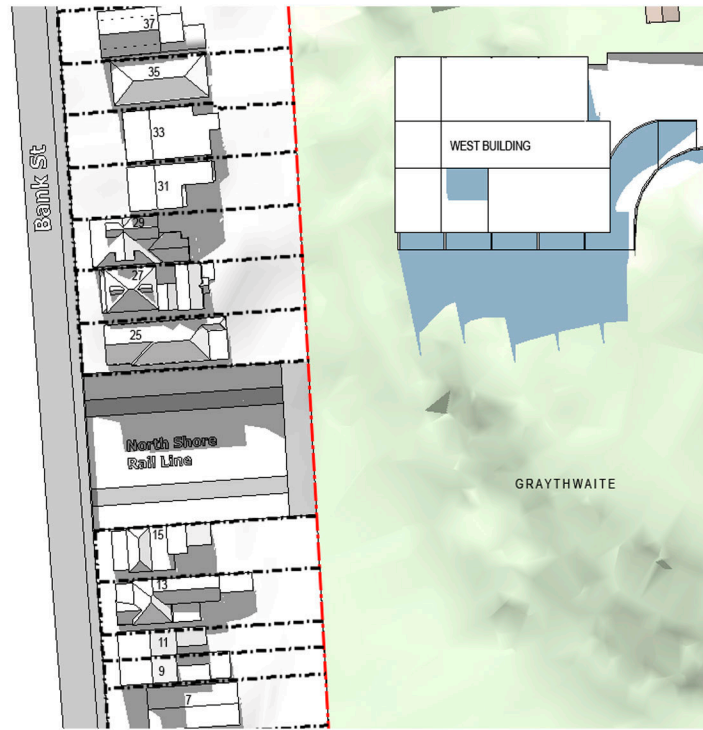 37
35
33
WEST BUILDING
31
Bank St
29
27
25
North Shore
Rail Line
GRAYTHWAITE
15
13
11
9
7